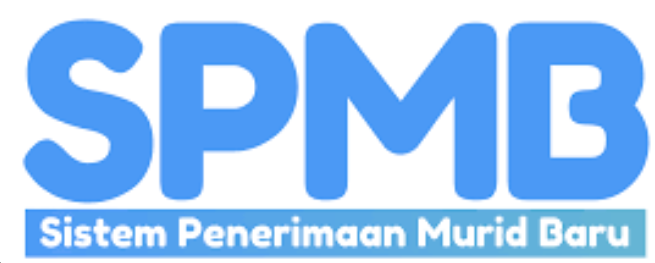 SPMB
Sistem Penerimaan Murid Baru